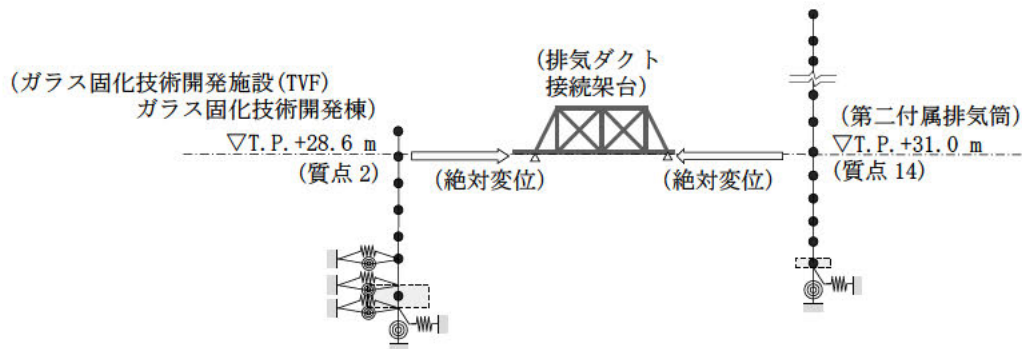 (ガラス固化技術開発施設(TVF)
ガラス固化技術開発棟)
▽T.P.+28.6 m
(質点 2)
(絶対変位)
(排気ダクト
接続架台)
(絶対変位)
(第二付属排気筒)
▽T.P.+31.0 m
(質点 14)